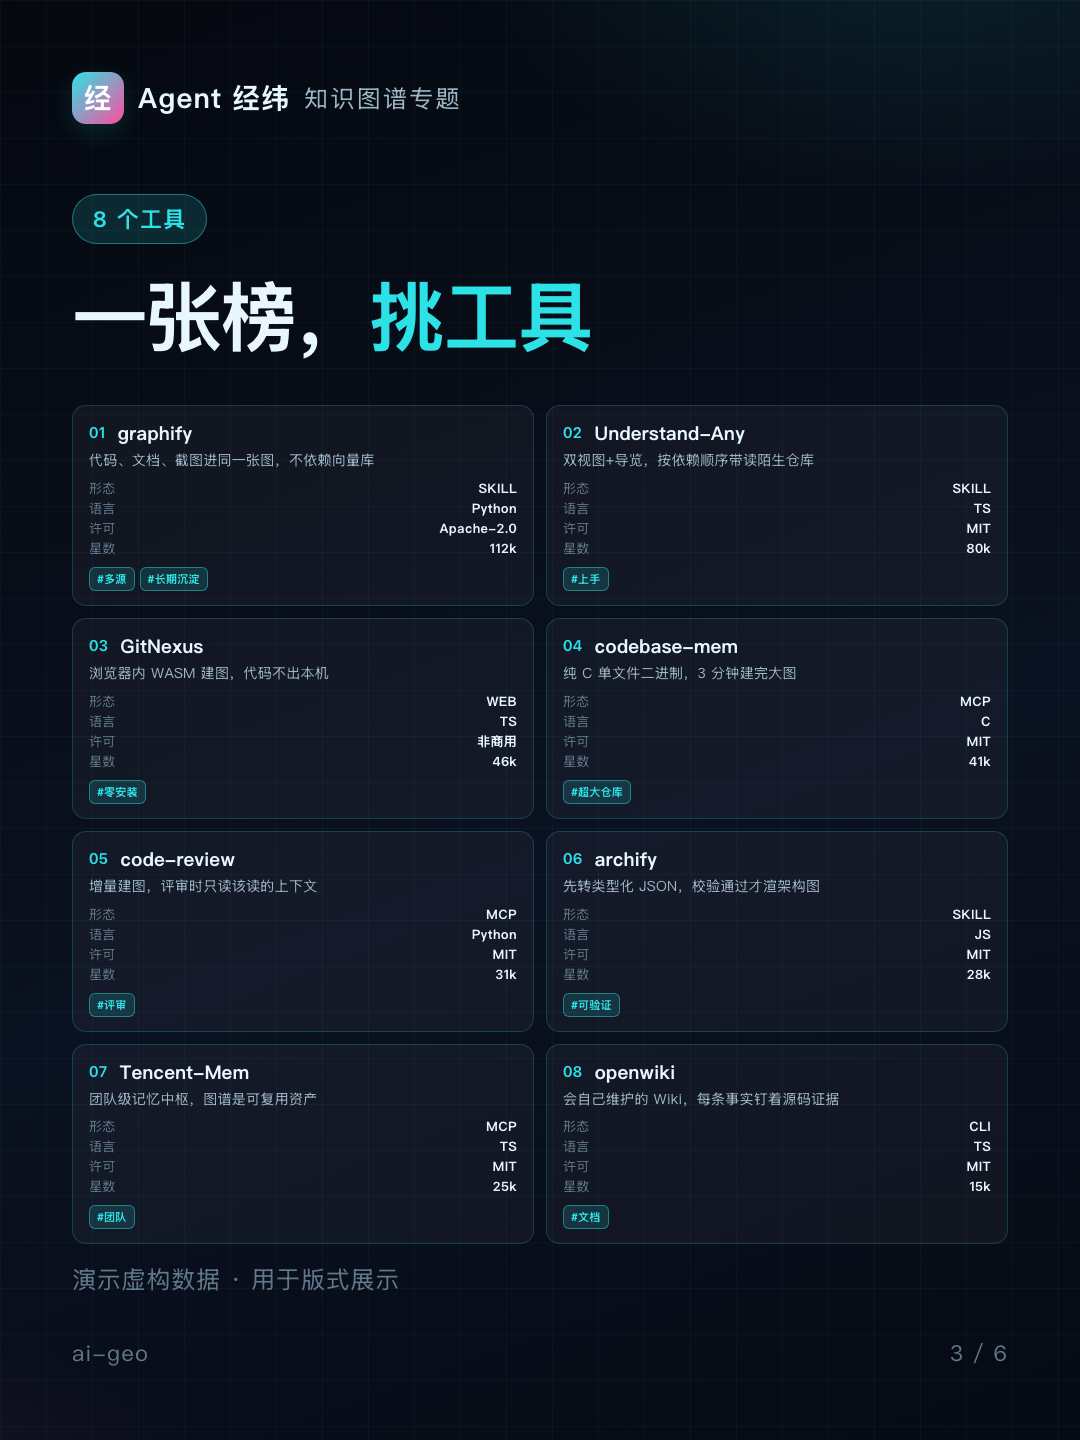 经 Agent 经纬 知识图谱专题
8 个工具
一张榜，挑工具
01 graphify
代码、文档、截图进同一张图，不依赖向量库
形态 SKILL
语言 Python
许可 Apache-2.0
星数 112k
#多源 #长期沉淀
02 Understand-Any
双视图+导览，按依赖顺序带读陌生仓库
形态 SKILL
语言 TS
许可 MIT
星数 80k
#上手
03 GitNexus
浏览器内 WASM 建图，代码不出本机
形态 WEB
语言 TS
许可 非商用
星数 46k
#零安装
04 codebase-mem
纯 C 单文件二进制，3 分钟建完大图
形态 MCP
语言 C
许可 MIT
星数 41k
#超大仓库
05 code-review
增量建图，评审时只读该读的上下文
形态 MCP
语言 Python
许可 MIT
星数 31k
#评审
06 archify
先转类型化 JSON，校验通过才渲架构图
形态 SKILL
语言 JS
许可 MIT
星数 28k
#可验证
07 Tencent-Mem
团队级记忆中枢，图谱是可复用资产
形态 MCP
语言 TS
许可 MIT
星数 25k
#团队
08 openwiki
会自己维护的 Wiki，每条事实钉着源码证据
形态 CLI
语言 TS
许可 MIT
星数 15k
#文档
演示虚构数据 · 用于版式展示
ai-geo
3 / 6